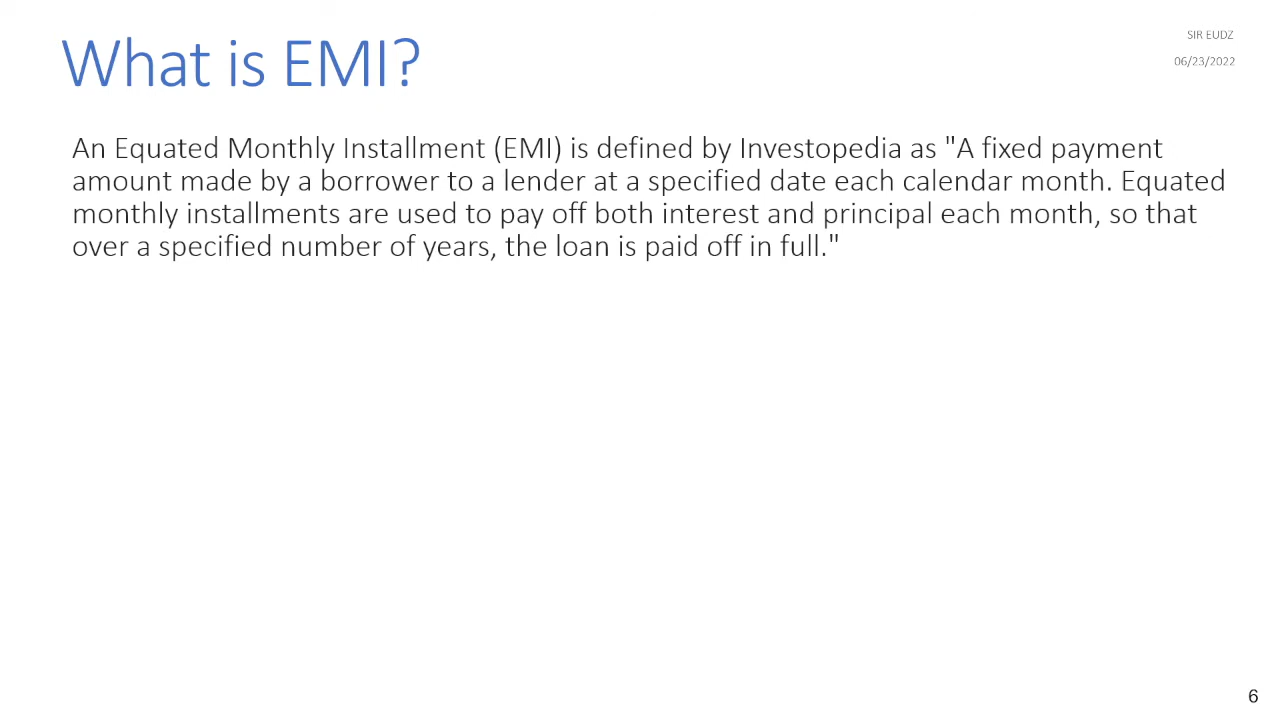 What is EMI?
SIR EUDZ
06/23/2022
An Equated Monthly Installment (EMI) is defined by Investopedia as "A fixed payment
amount made by a borrower to a lender at a specified date each calendar month. Equated
monthly installments are used to pay off both interest and principal each month, so that
over a specified number of years, the loan is paid off in full."
6